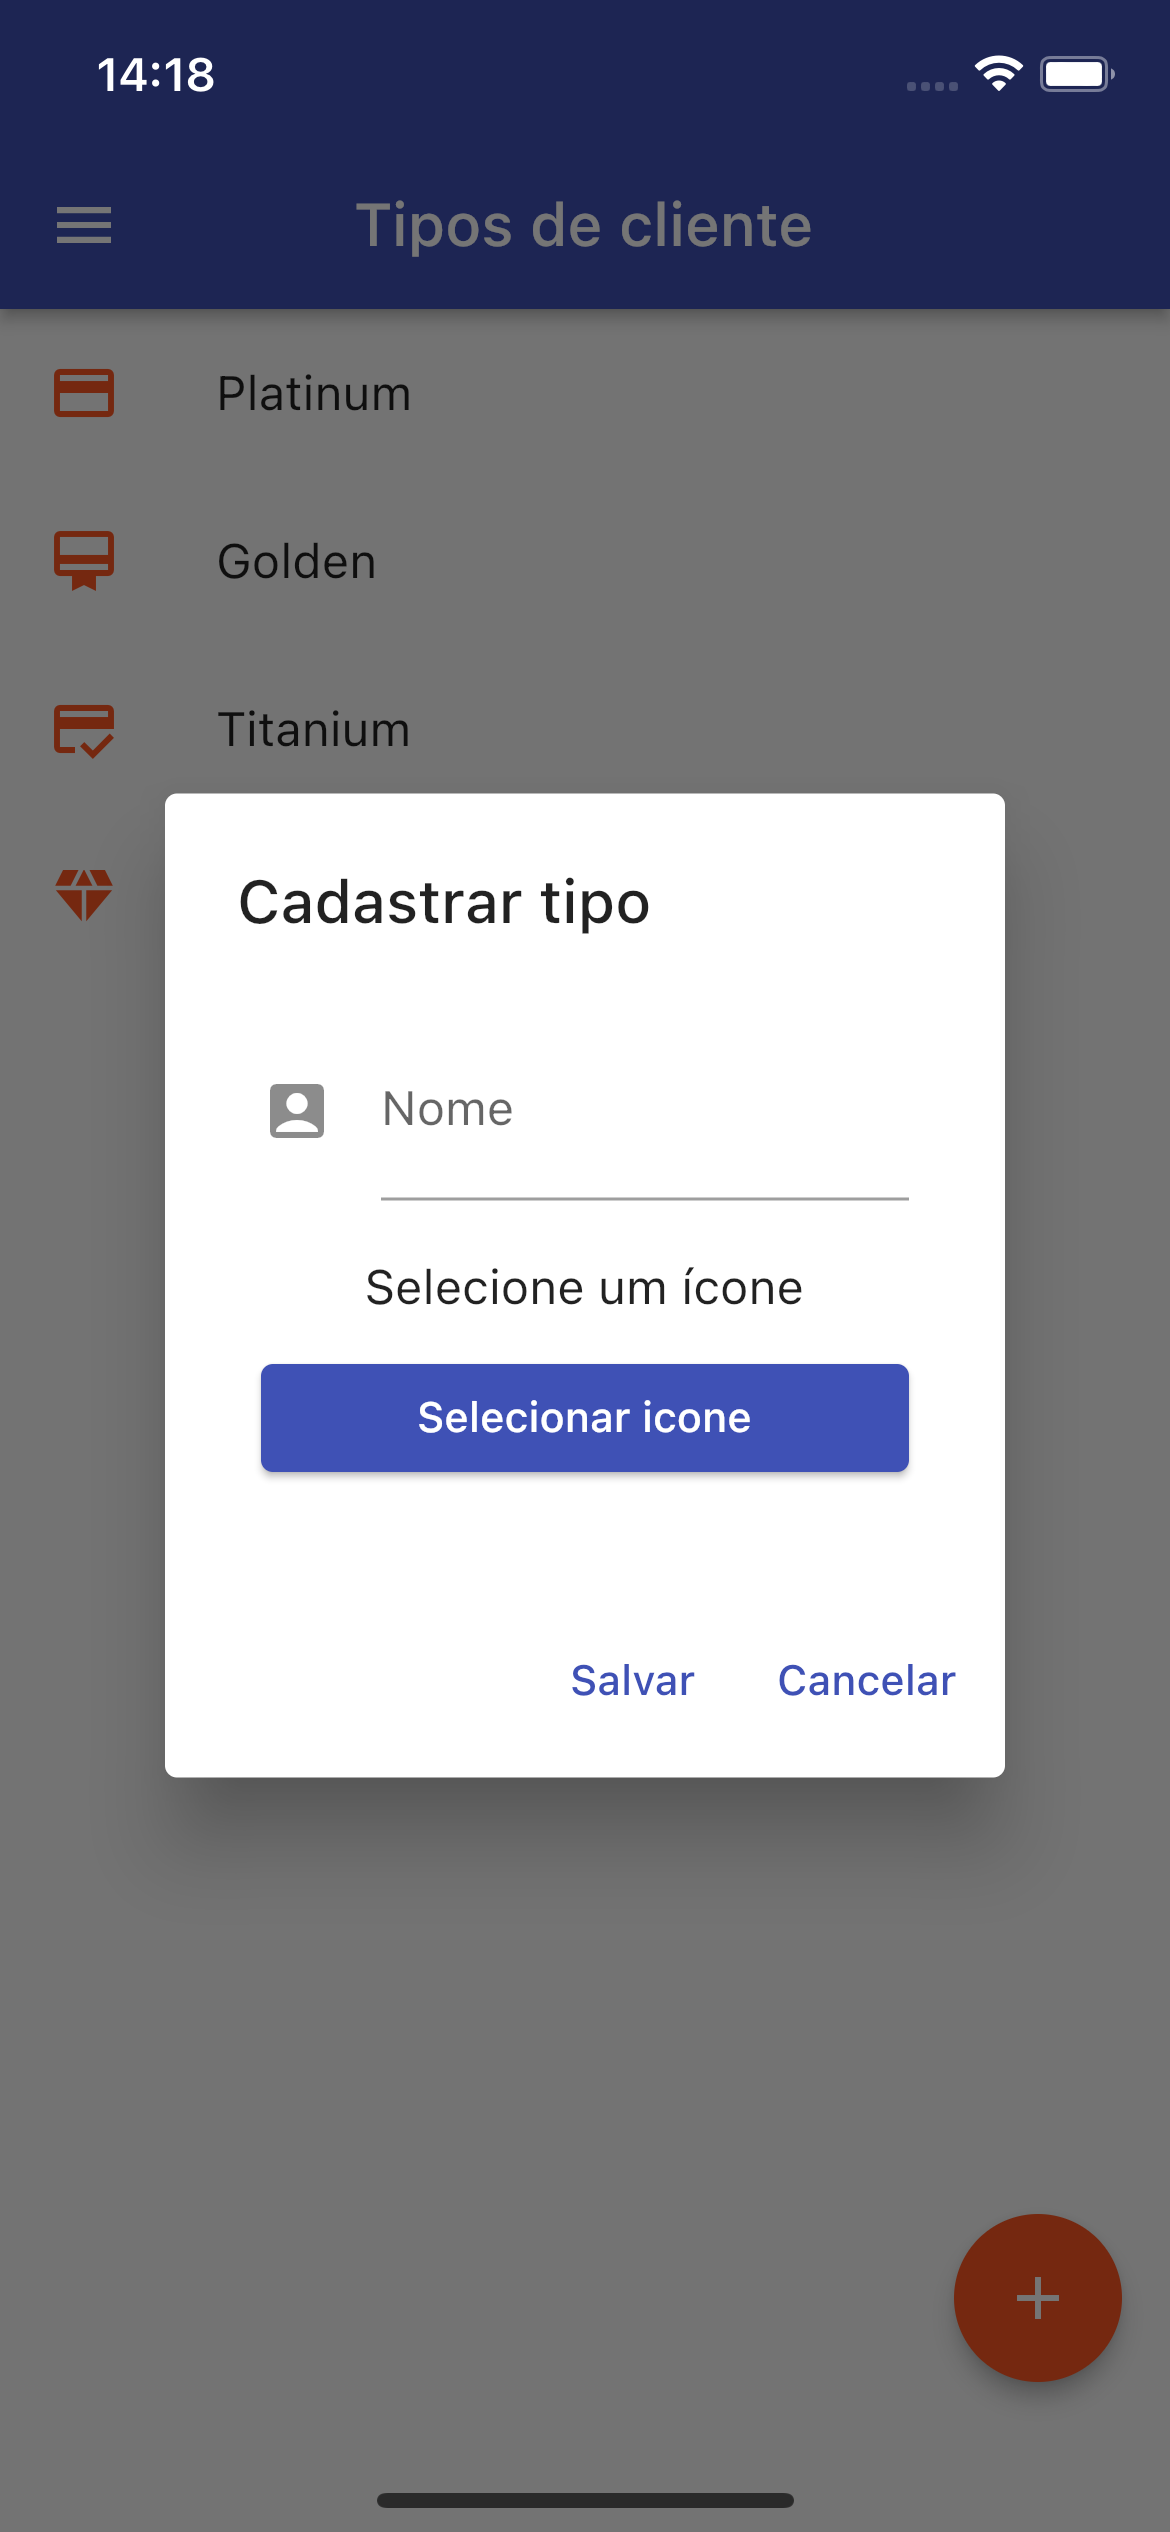 14:18
Tipos de cliente
Platinum
Golden
Titanium
Cadastrar tipo
Nome
Selecione um ícone
Selecionar icone
Salvar Cancelar